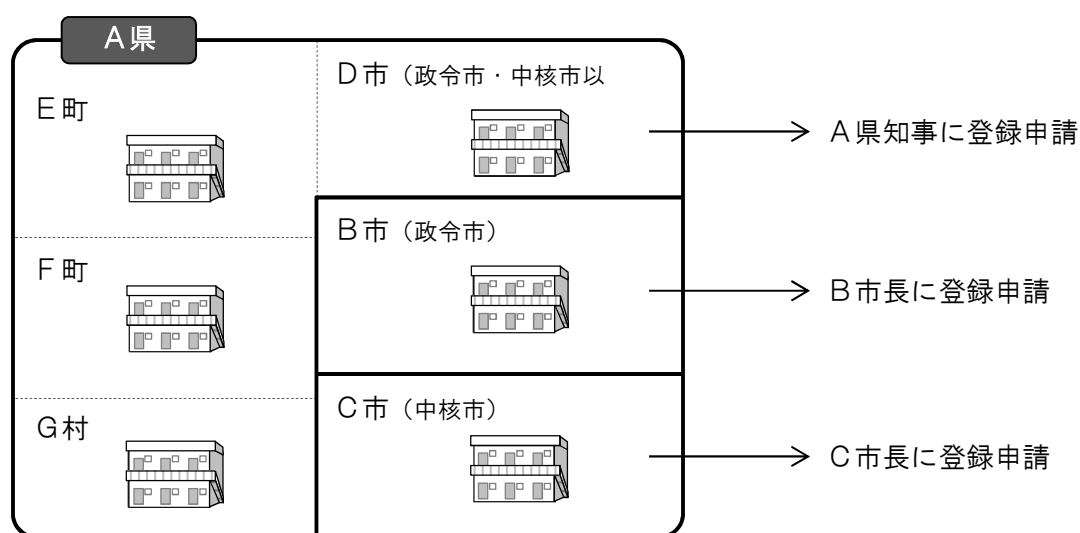 A県
E町
D市（政令市・中核市以
A県知事に登録申請
B市（政令市）
F町
B市長に登録申請
C市（中核市）
G村
C市長に登録申請